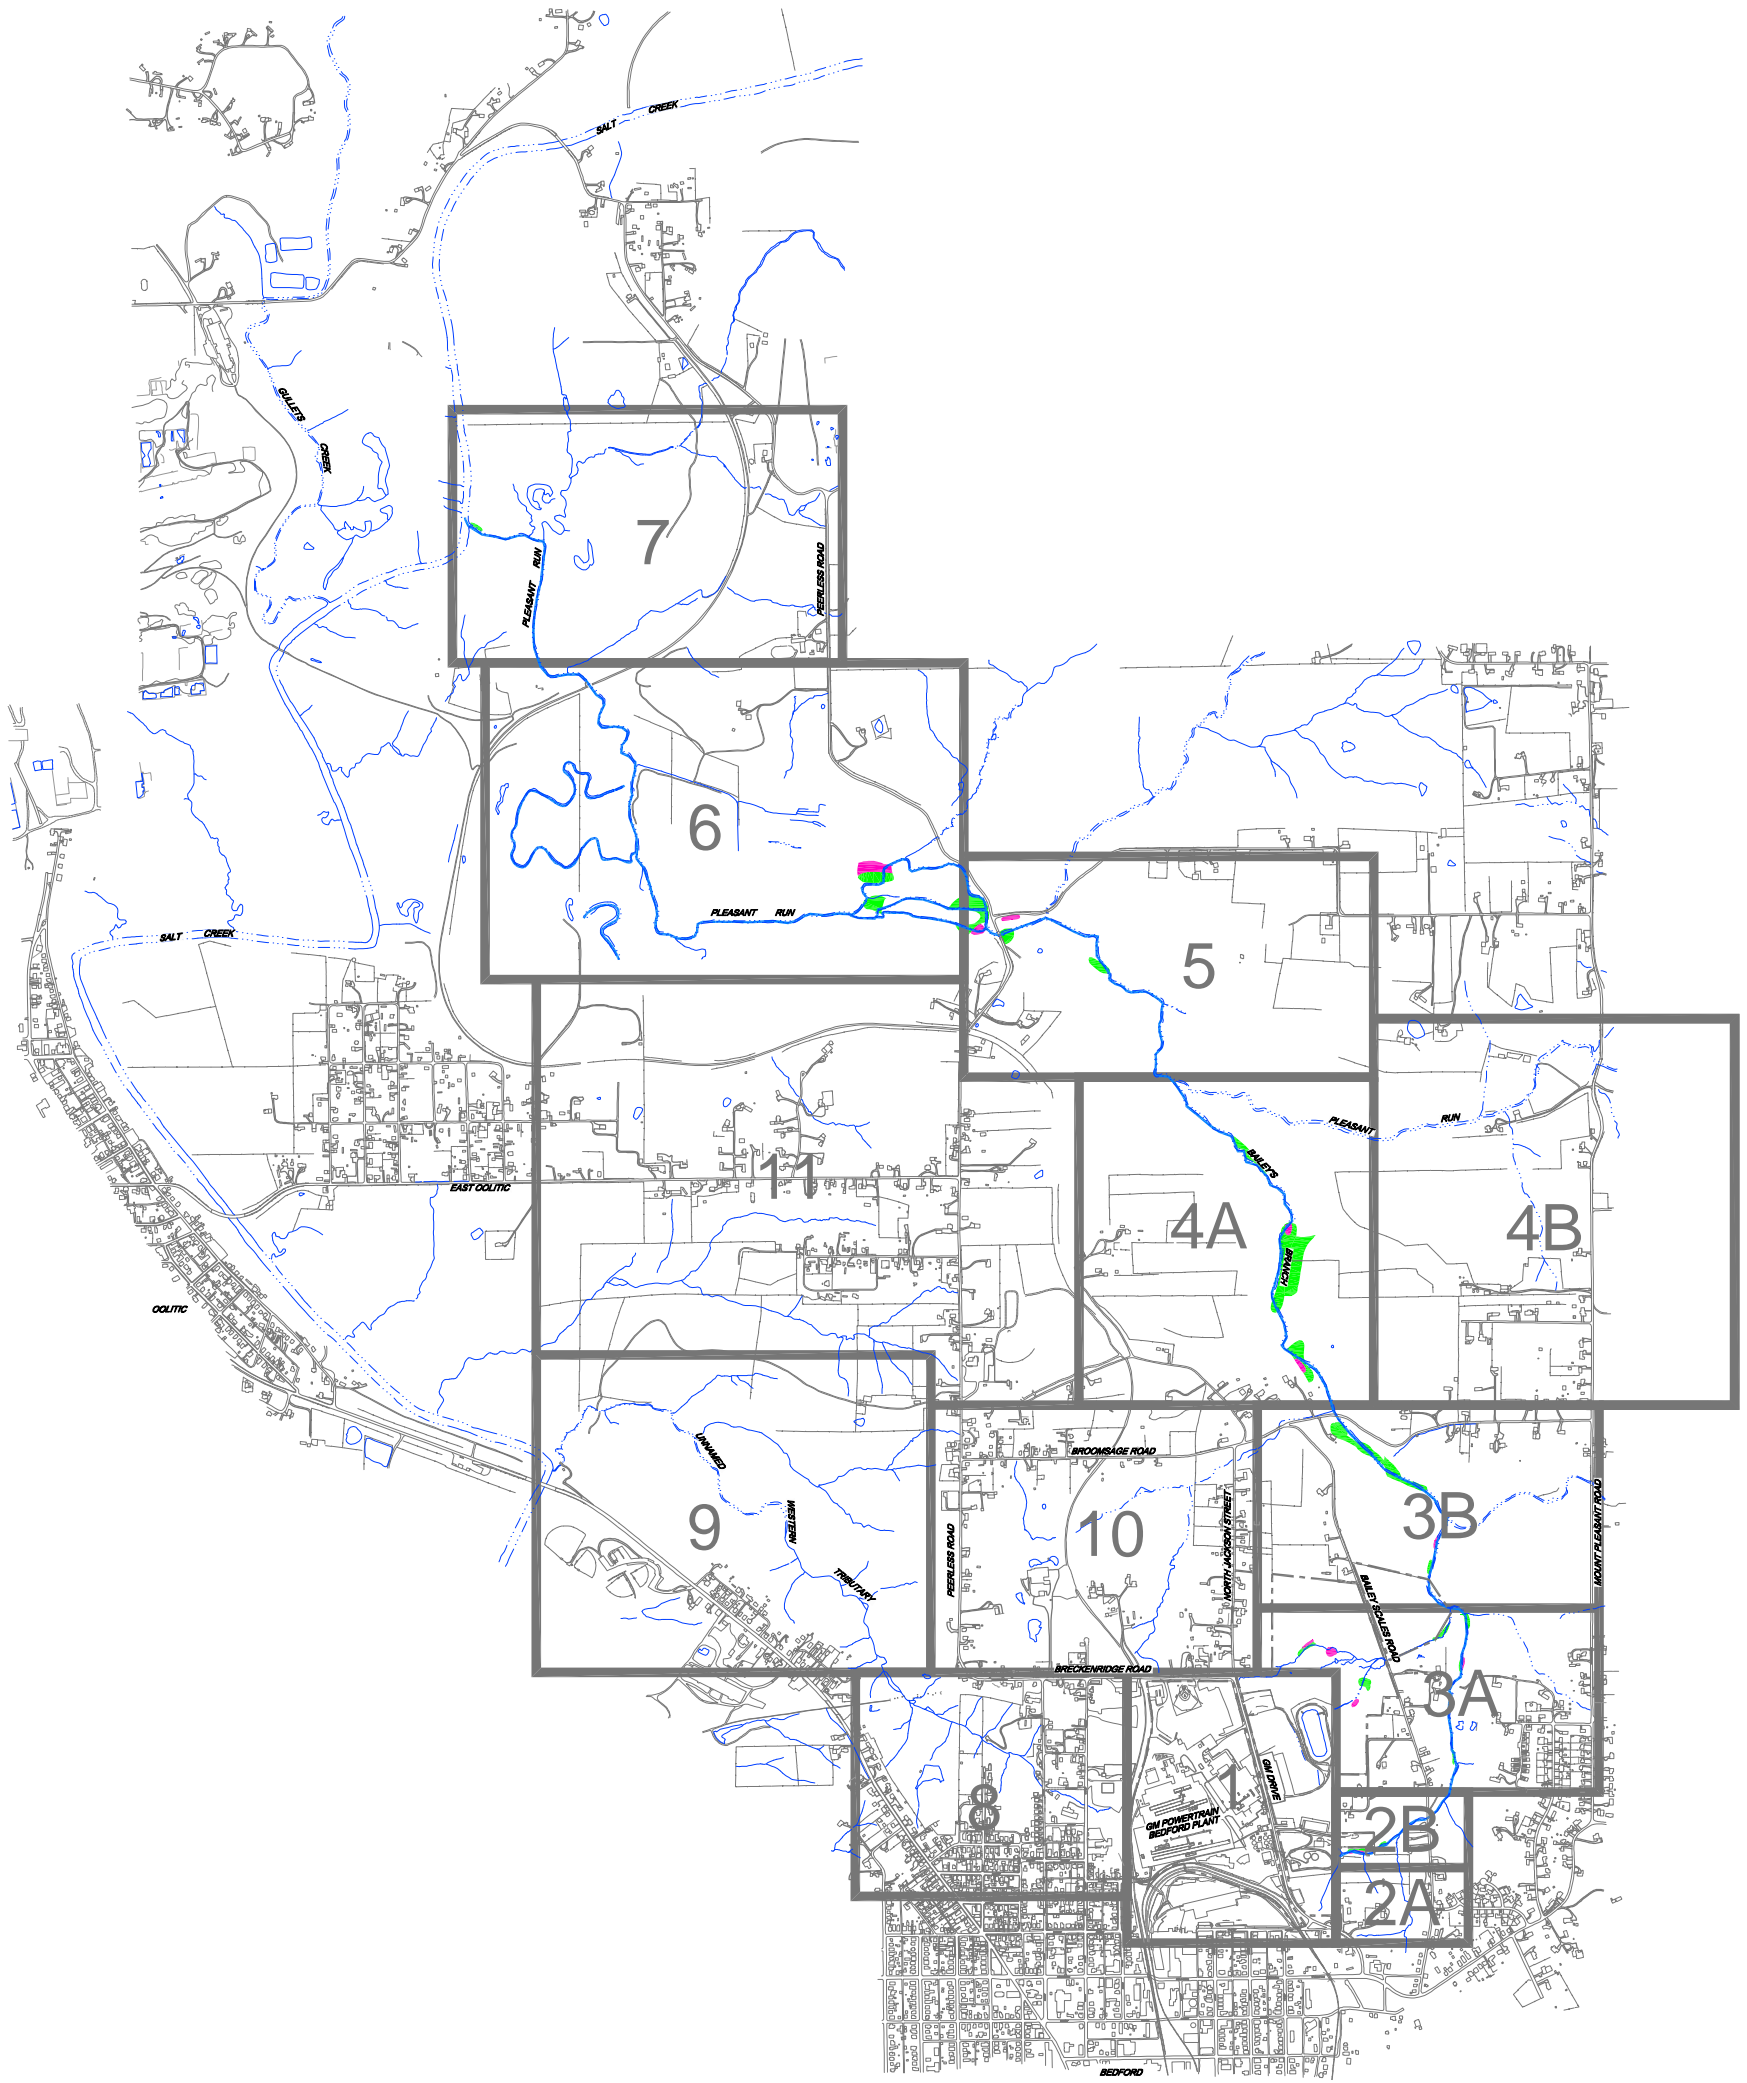 SALT CREEK
GULLETS
CREEK
7
PLEASANT RUN
PEERLESS ROAD
6
PLEASANT RUN
SALT CREEK
5
PLEASANT RUN
BAILEY'S
BRANCH
11
EAST OOLITIC
4A
4B
OOLITIC
UNNAMED
WESTERN
TRIBUTARY
9
PEERLESS ROAD
BROOMSAGE ROAD
10
NORTH JACKSON STREET
3B
MOUNT PLEASANT ROAD
BAILEY SCALES ROAD
BRECKENRIDGE ROAD
3A
8
GM DRIVE
1
GM POWERTRAIN
BEDFORD PLANT
2B
2A
BEDFORD